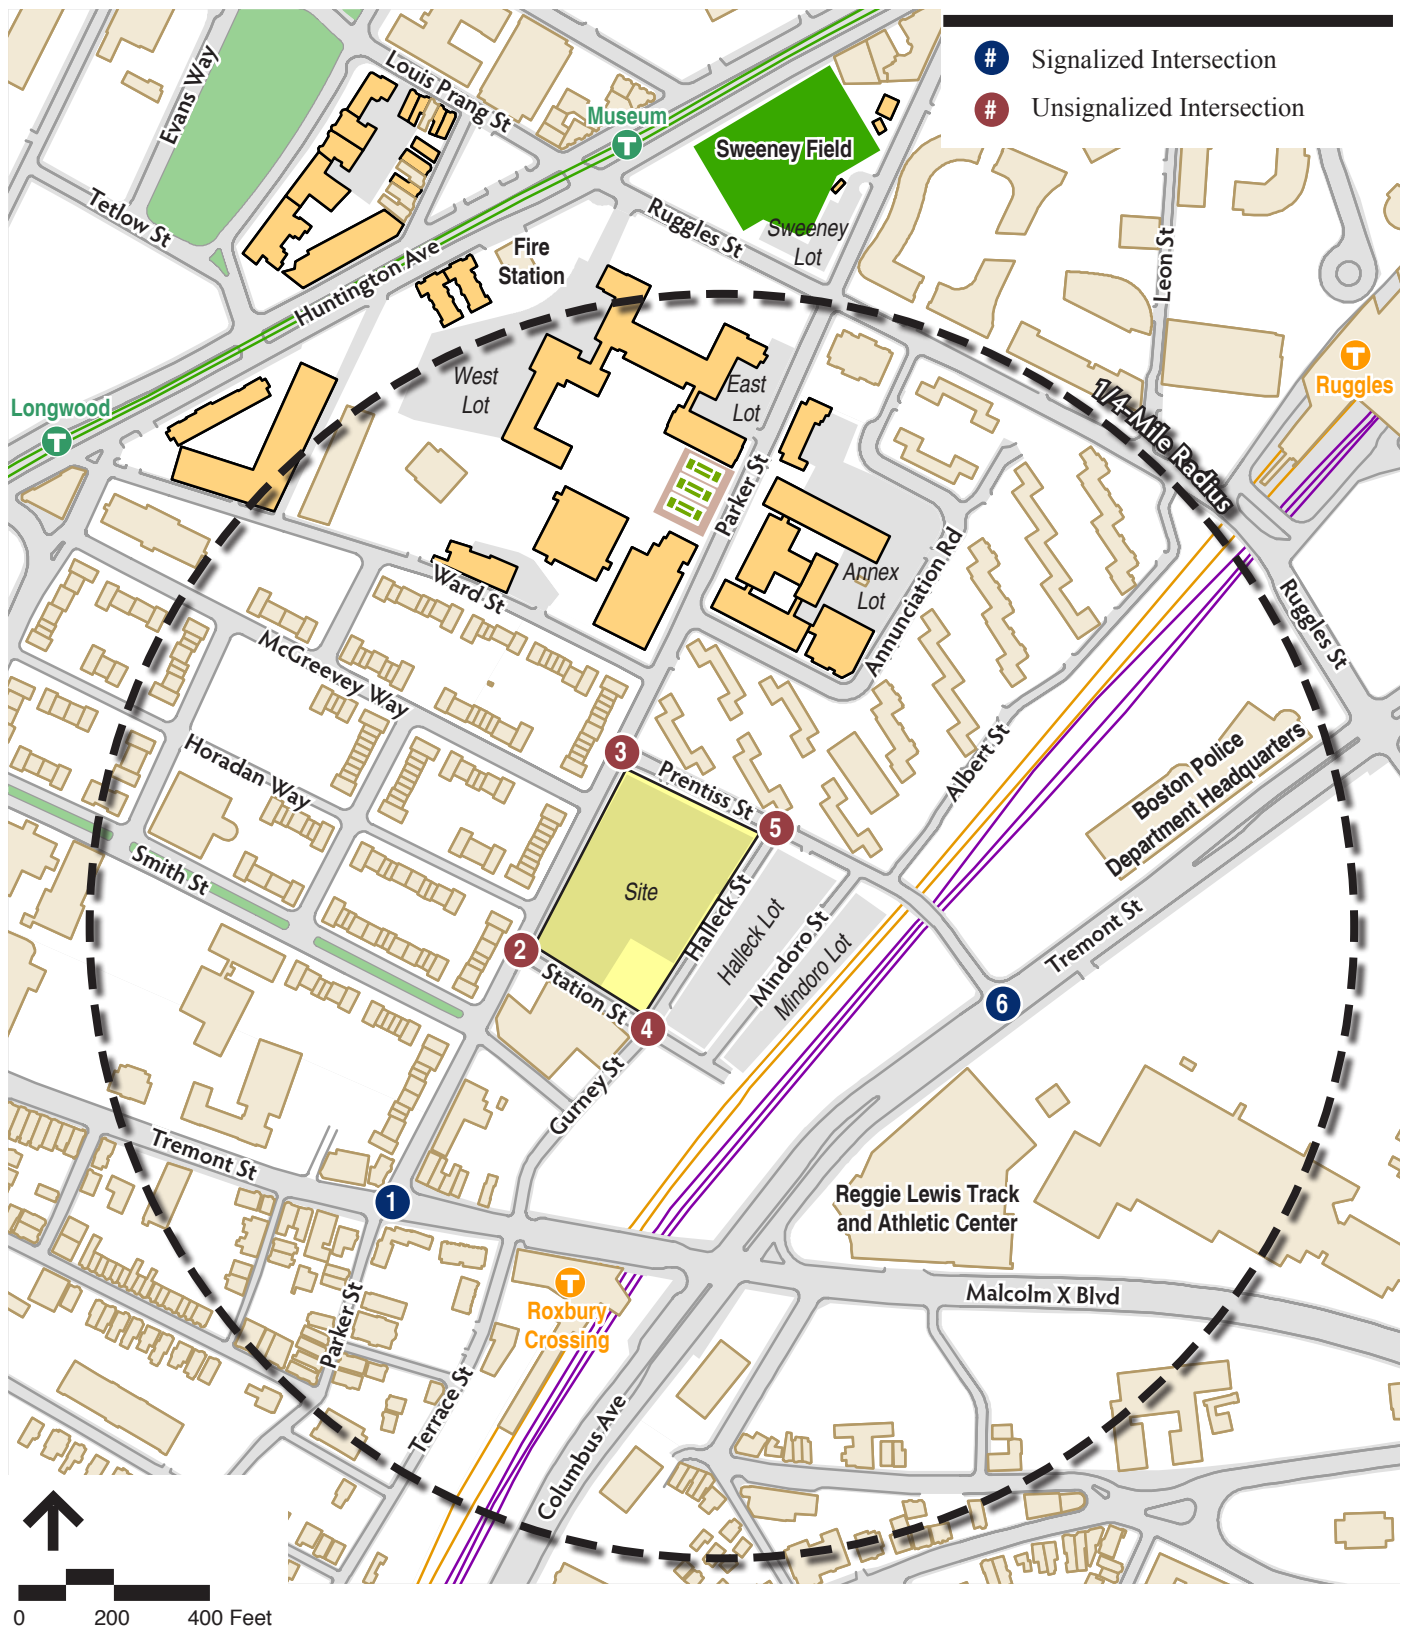 # Signalized Intersection
# Unsignalized Intersection
Evans Way
Louis Prang St
Museum
T
Sweeney Field
Tetlow St
Ruggles St
Sweeney
Lot
Fire
Station
Huntington Ave
Leon St
T
Ruggles
West
Lot
East
Lot
1/4-Mile Radius
Longwood
T
Parker St
Annex
Lot
Annunciation Rd
Ward St
Ruggles St
McGreevey Way
Horadan Way
3
Prentiss St
Albert St
Boston Police
Department Headquarters
5
Smith St
Site
Halleck St
Halleck Lot
Mindoro St
Mindoro Lot
Tremont St
2
Station St
4
6
Gurney St
Tremont St
1
Reggie Lewis Track
and Athletic Center
T
Roxbury
Crossing
Malcolm X Blvd
Parker St
Terrace St
Columbus Ave
0 200 400 Feet